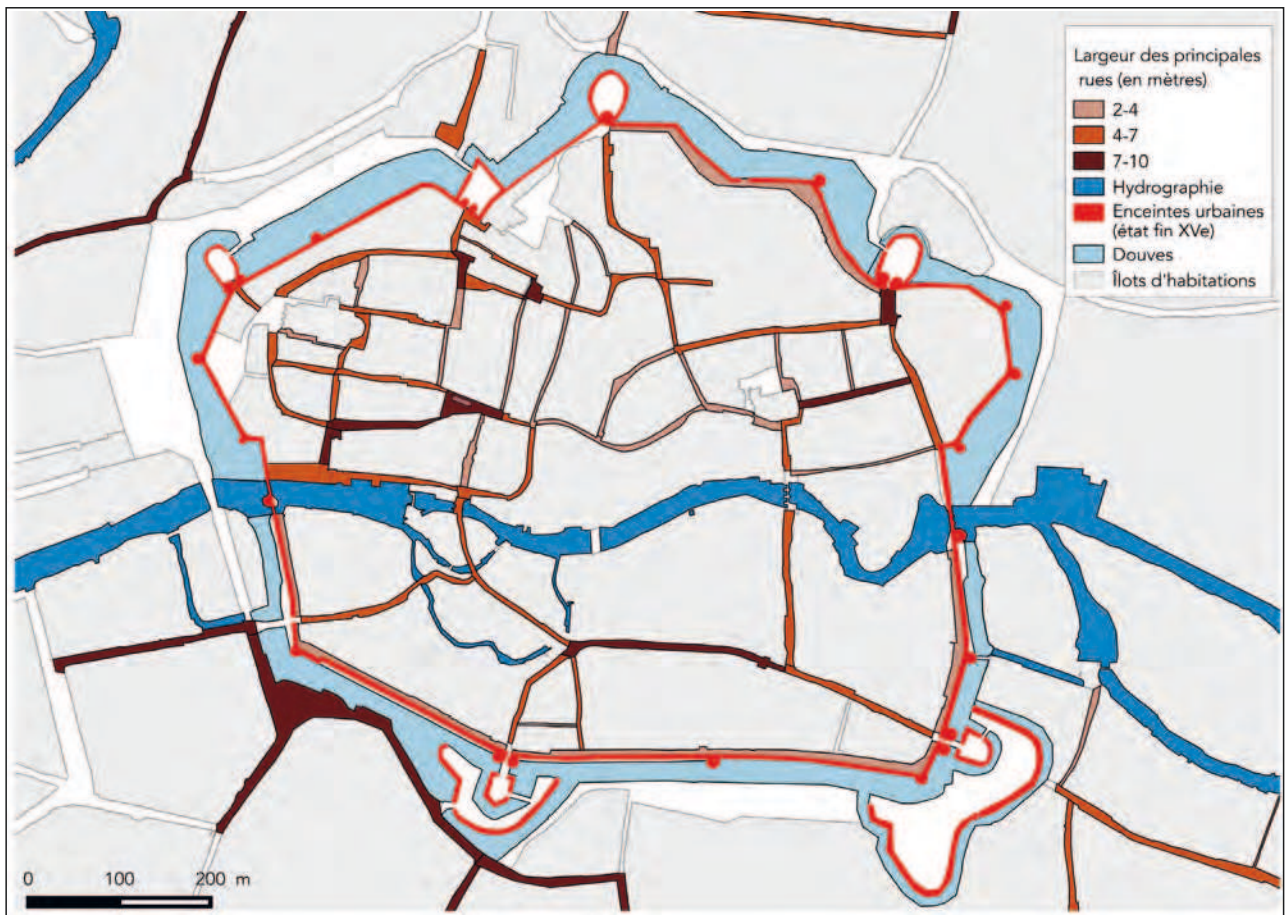 Largeur des principales
rues (en mètres)
2-4
4-7
7-10
Hydrographie
Enceintes urbaines
(état fin XVe)
Douves
Îlots d'habitations
0 100 200 m